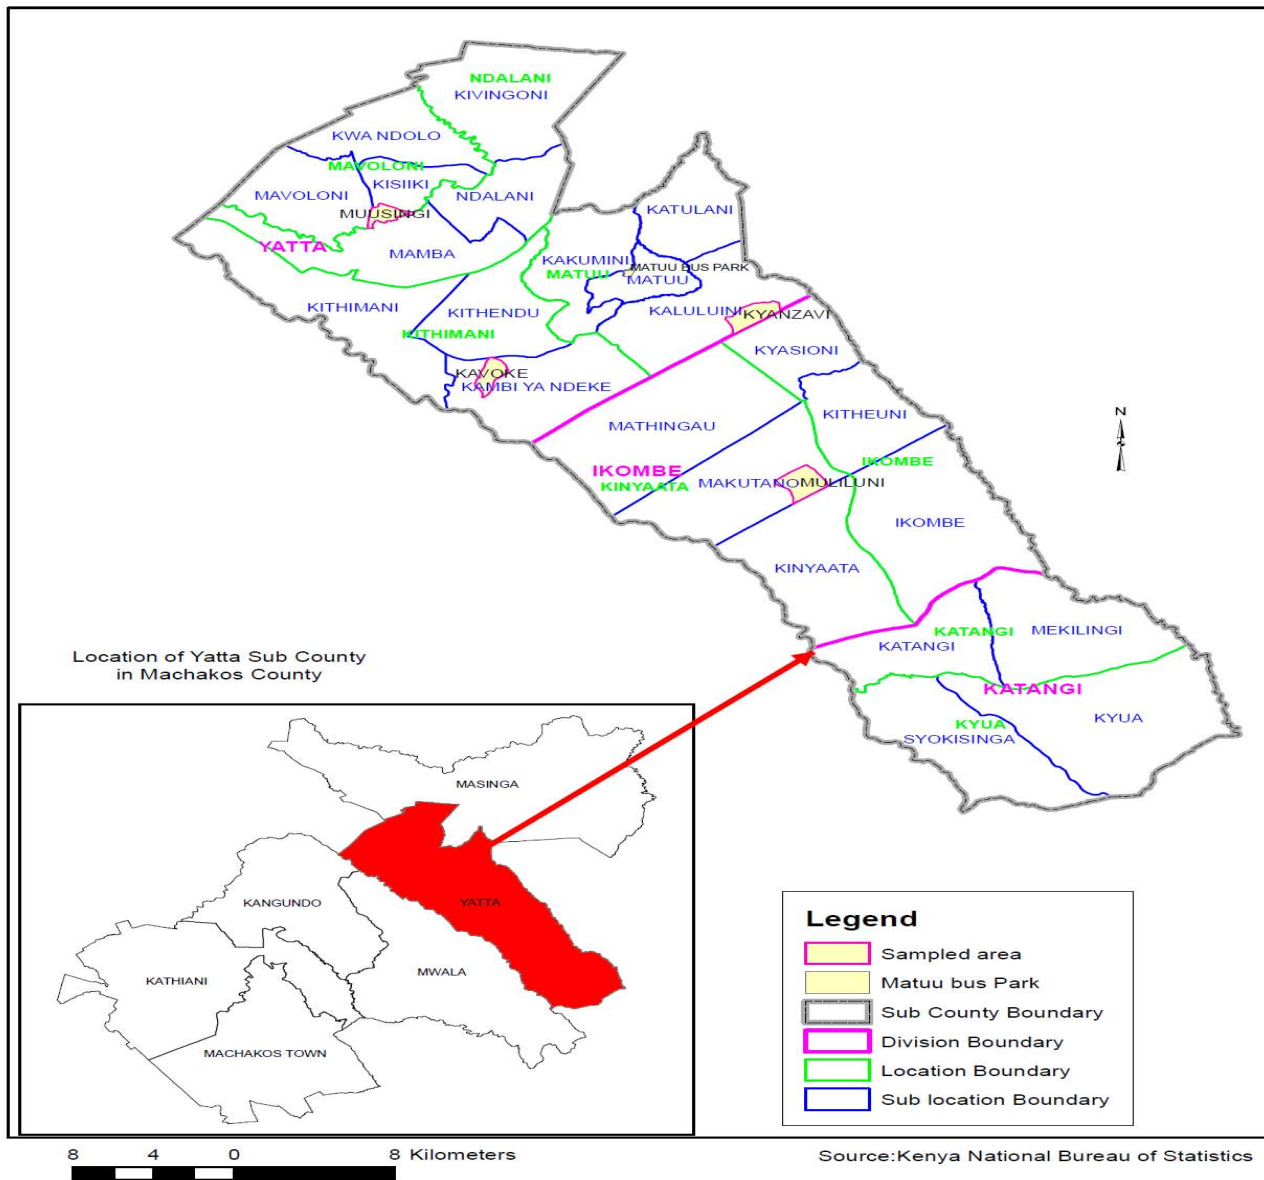 NDALANI
KIVINGONI
KWA NDOLO
MAVOLONI
KISIIKI
MAVOLONI
NDALANI
MUUSINGI
YATTA
MAMBA
KATULANI
KAKUMINI
MATUU BUS PARK
MATUU
MATUU
KITHIMANI
KITHENDU
KALULUINI
KYANZAVI
KITHIMANI
KYASIONI
KAVOKE
KAMBI YA NDEKE
KITHEUNI
MATHINGAU
N
IKOMBE
IKOMBE
KINYAATA
MAKUTANO
MULILUNI
IKOMBE
KINYAATA
KATANGI
MEKILINGI
KATANGI
KATANGI
KYUA
KYUA
SYOKISINGA
Location of Yatta Sub County
in Machakos County
MASINGA
KANGUNDO
YATTA
KATHIANI
MWALA
MACHAKOS TOWN
Legend
Sampled area
Matuu bus Park
Sub County Boundary
Division Boundary
Location Boundary
Sub location Boundary
8 4 0 8 Kilometers
Source:Kenya National Bureau of Statistics